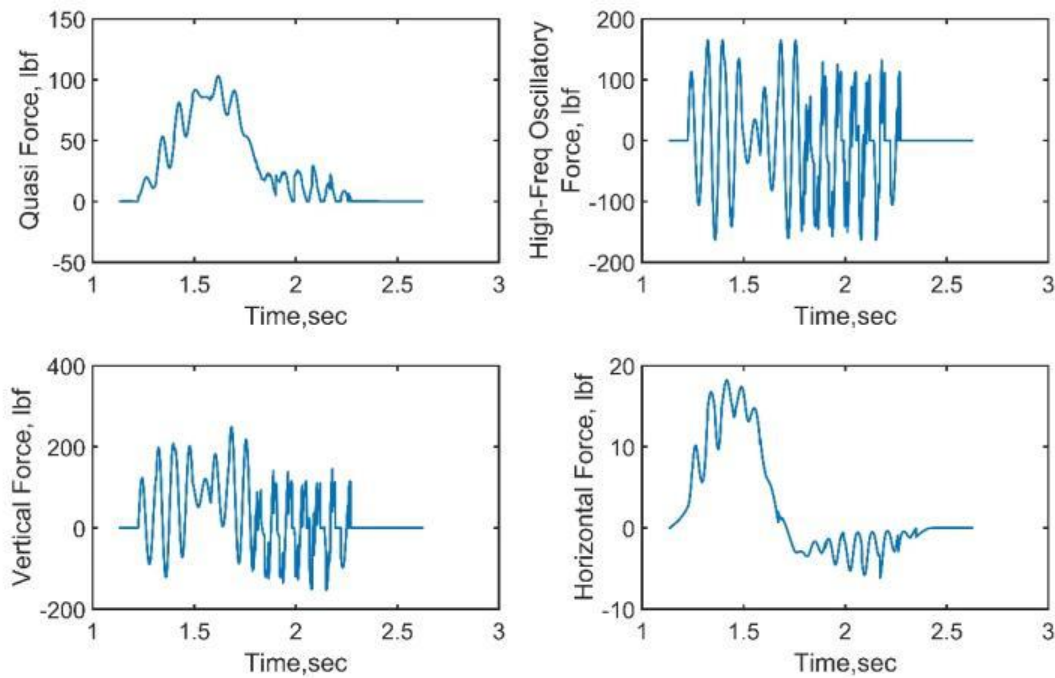 Quasi Force, lbf
150
100
50
0
-50
1 1.5 2 2.5 3
Time,sec
High-Freq Oscillatory
Force, lbf
200
100
0
-100
-200
1 1.5 2 2.5 3
Time,sec
Vertical Force, lbf
400
200
0
-200
1 1.5 2 2.5 3
Time,sec
Horizontal Force, lbf
20
10
0
-10
1 1.5 2 2.5 3
Time,sec